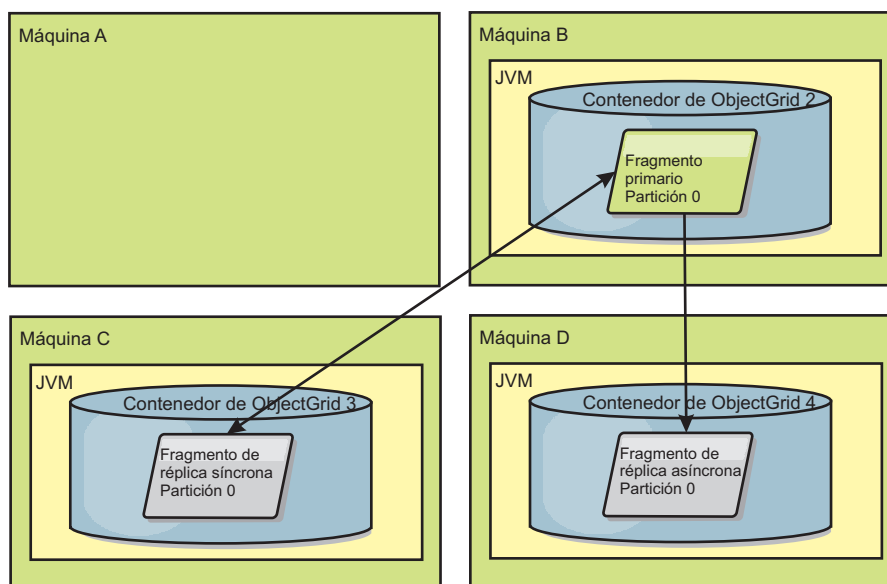 Máquina A
Máquina B
JVM
Contenedor de ObjectGrid 2
Fragmento
primario
Partición 0
Máquina C
JVM
Contenedor de ObjectGrid 3
Fragmento de
réplica síncrona
Partición 0
Máquina D
JVM
Contenedor de ObjectGrid 4
Fragmento de
réplica asíncrona
Partición 0